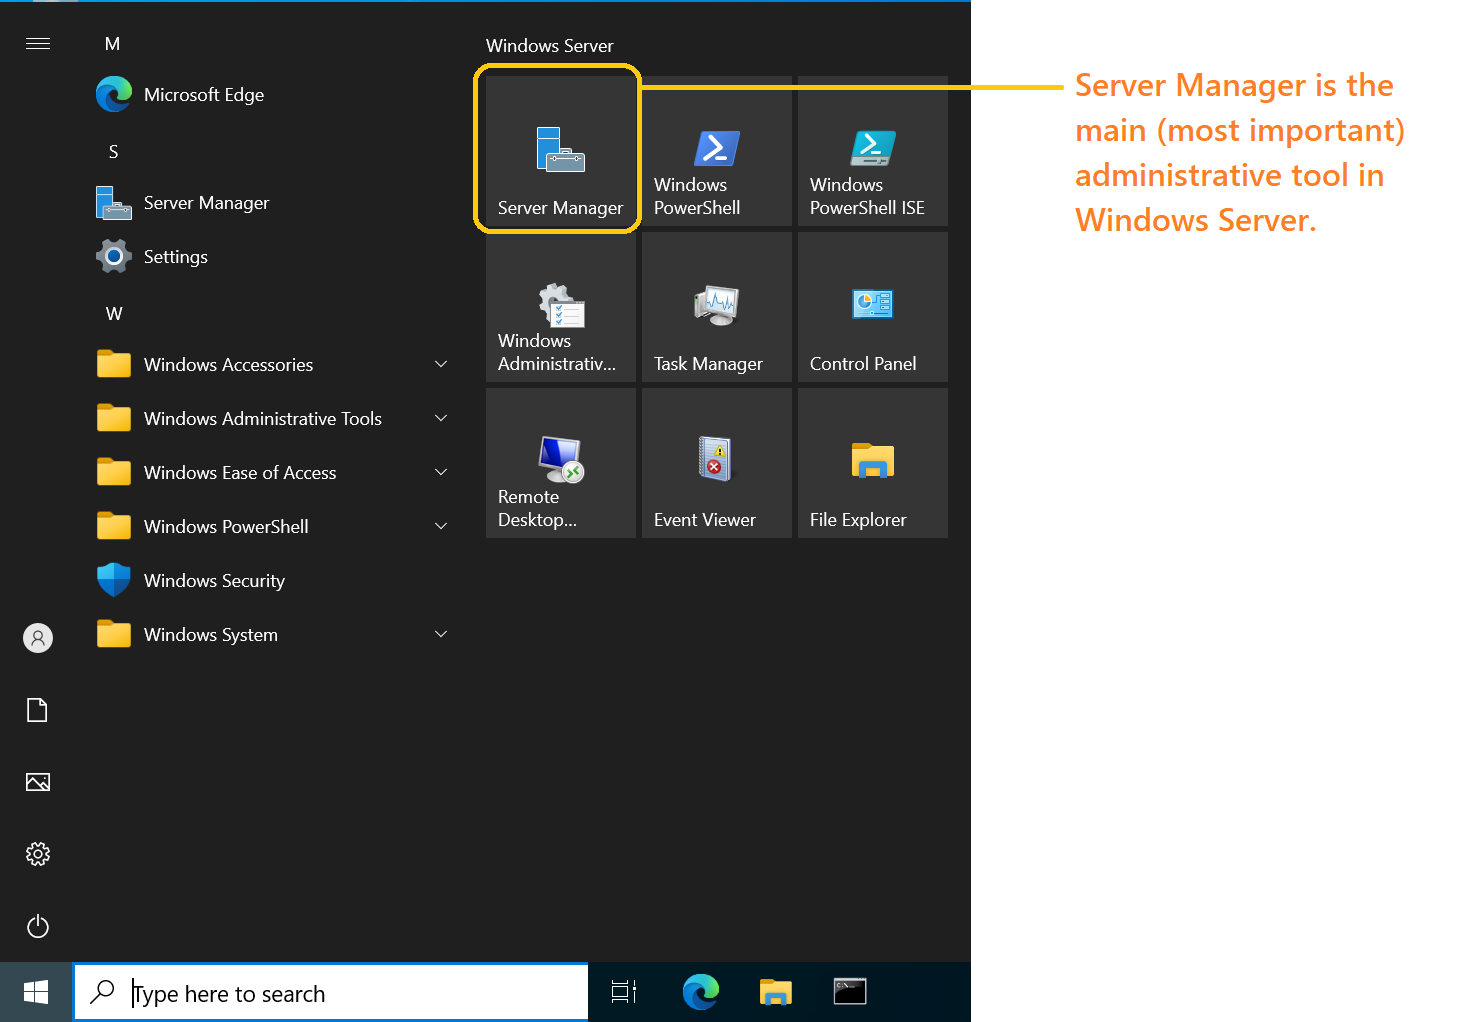 M
Microsoft Edge
S
Server Manager
Settings
W
Windows Accessories
Windows Administrative Tools
Windows Ease of Access
Windows PowerShell
Windows Security
Windows System
Windows Server
Server Manager
Windows
PowerShell
Windows
PowerShell ISE
Windows
Administrativ...
Task Manager
Control Panel
Remote
Desktop...
Event Viewer
File Explorer
Server Manager is the
main (most important)
administrative tool in
Windows Server.
Type here to search